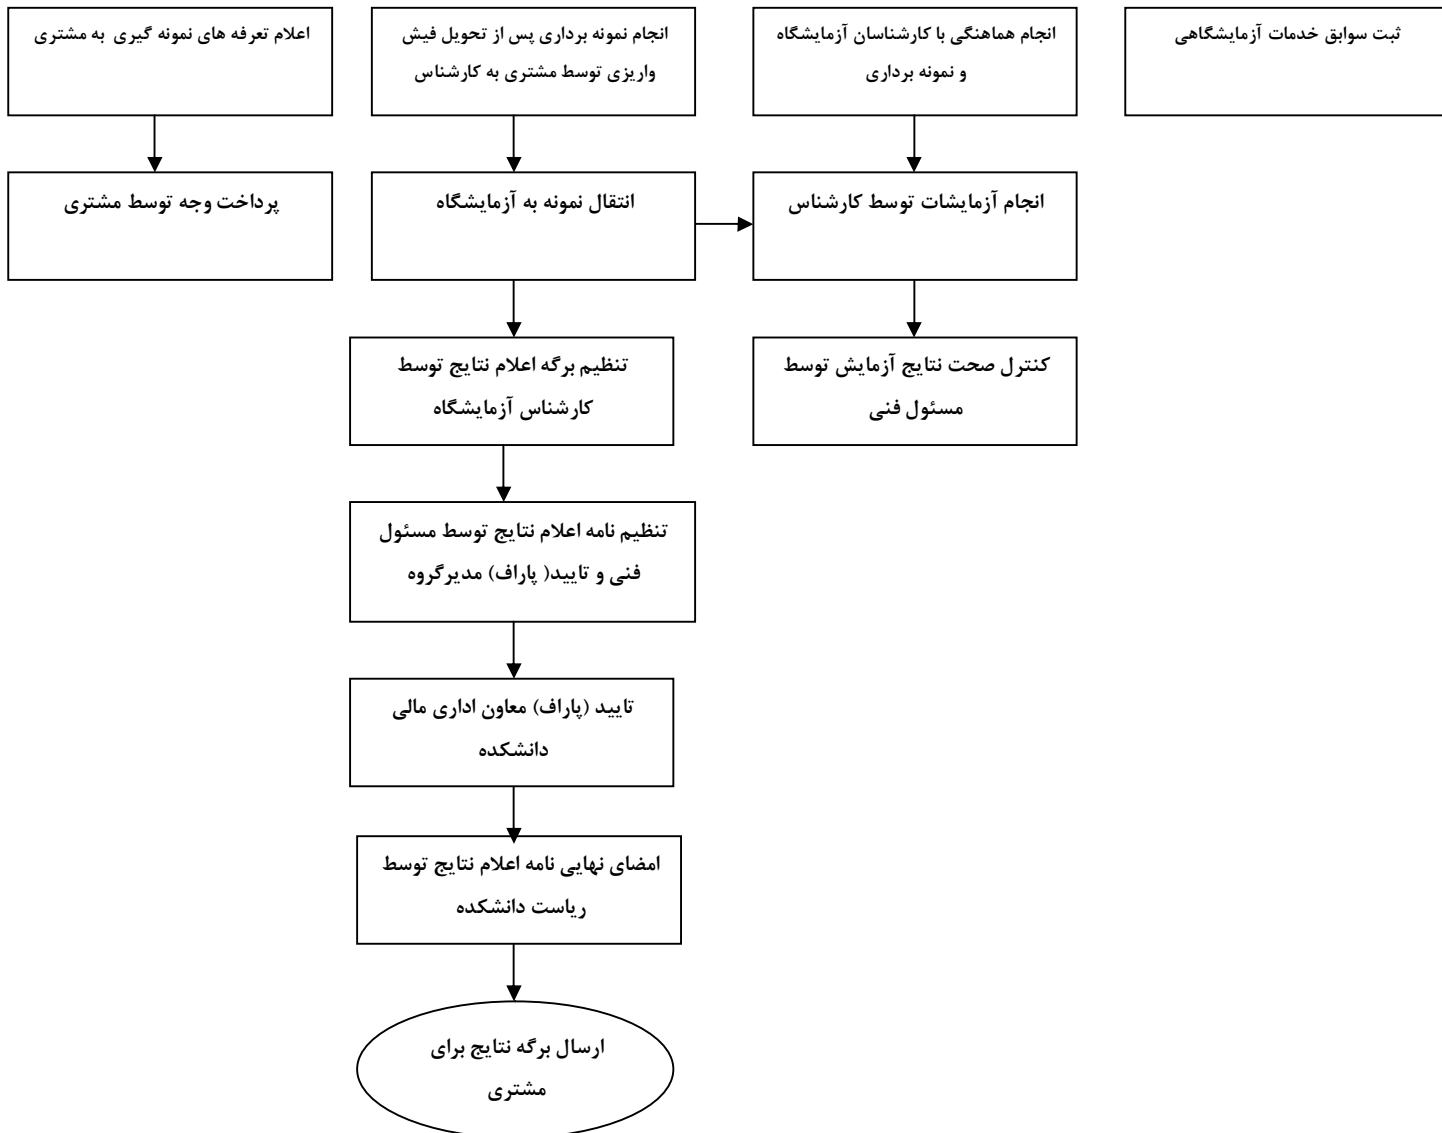 ثبت سوابق خدمات آزمایشگاهی
انجام هماهنگی با کارشناسان آزمایشگاه
و نمونه برداری
انجام نمونه برداری پس از تحویل فیش
واریزی توسط مشتری به کارشناس
اعلام تعرفه های نمونه گیری به مشتری
انجام آزمایشات توسط کارشناس
انتقال نمونه به آزمایشگاه
پرداخت وجه توسط مشتری
کنترل صحت نتایج آزمایش توسط
مسئول فنی
تنظیم برگه اعلام نتایج توسط
کارشناس آزمایشگاه
تنظیم نامه اعلام نتایج توسط مسئول
فنی و تایید( پاراف) مدیرگروه
تایید (پاراف) معاون اداری مالی
دانشکده
امضای نهایی نامه اعلام نتایج توسط
ریاست دانشکده
ارسال برگه نتایج برای
مشتری